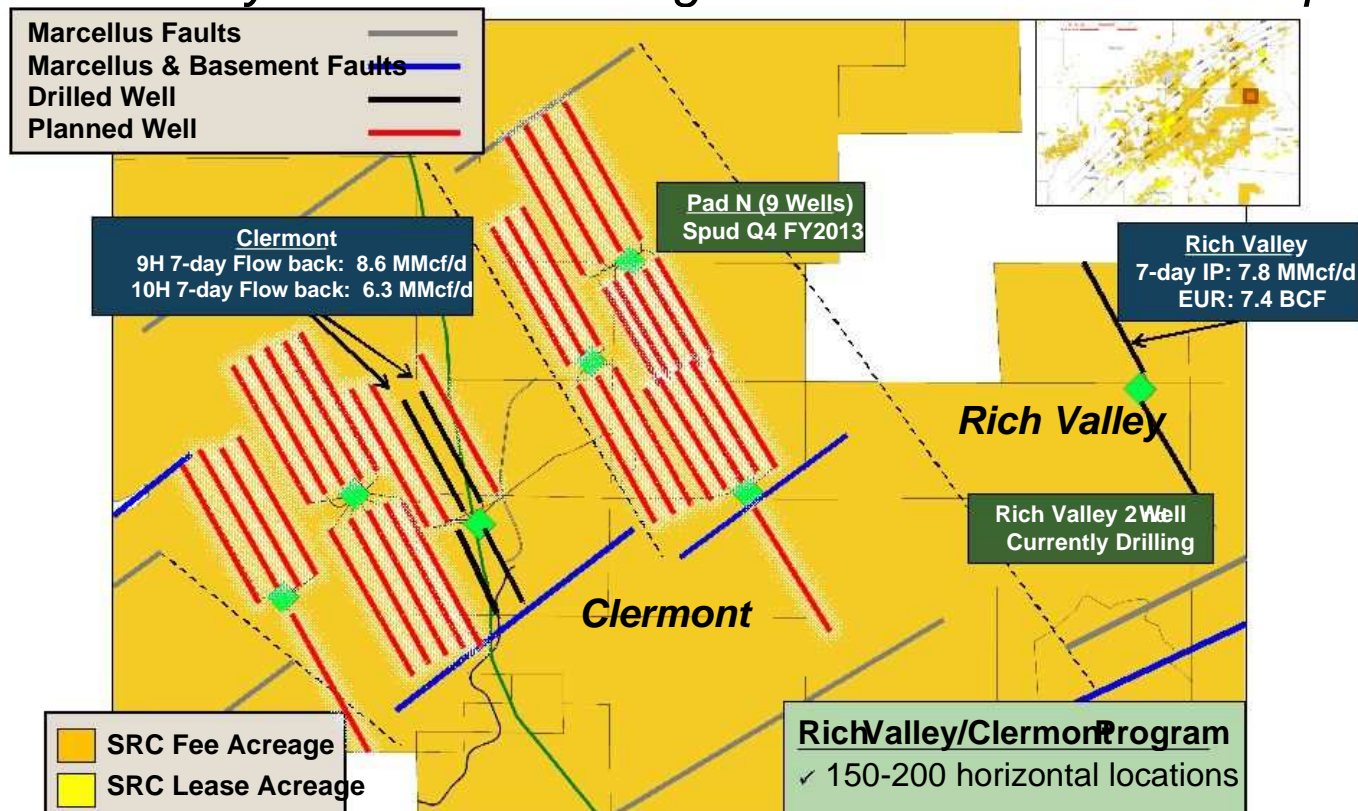 Marcellus Faults
Marcellus & Basement Faults
Drilled Well
Planned Well
Clermont
9H 7-day Flow back: 8.6 MMcf/d
10H 7-day Flow back: 6.3 MMcf/d
Pad N (9 Wells)
Spud Q4 FY2013
Rich Valley
7-day IP: 7.8 MMcf/d
EUR: 7.4 BCF
Rich Valley
Rich Valley 2nd Well
Currently Drilling
Clermont
SRC Fee Acreage
SRC Lease Acreage
Rich Valley/Clermont Program
✓ 150-200 horizontal locations